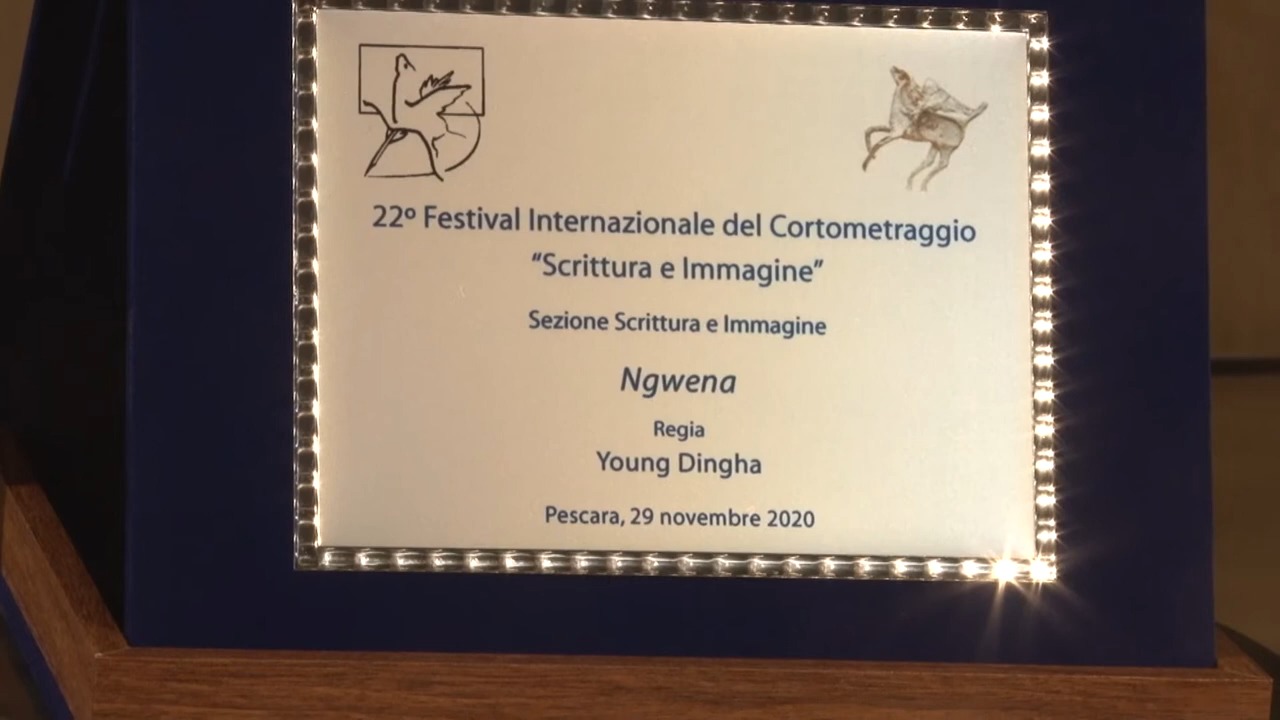 22º Festival Internazionale del Cortometraggio
“Scrittura e Immagine”
Sezione Scrittura e Immagine
Ngwena
Regia
Young Dingha
Pescara, 29 novembre 2020